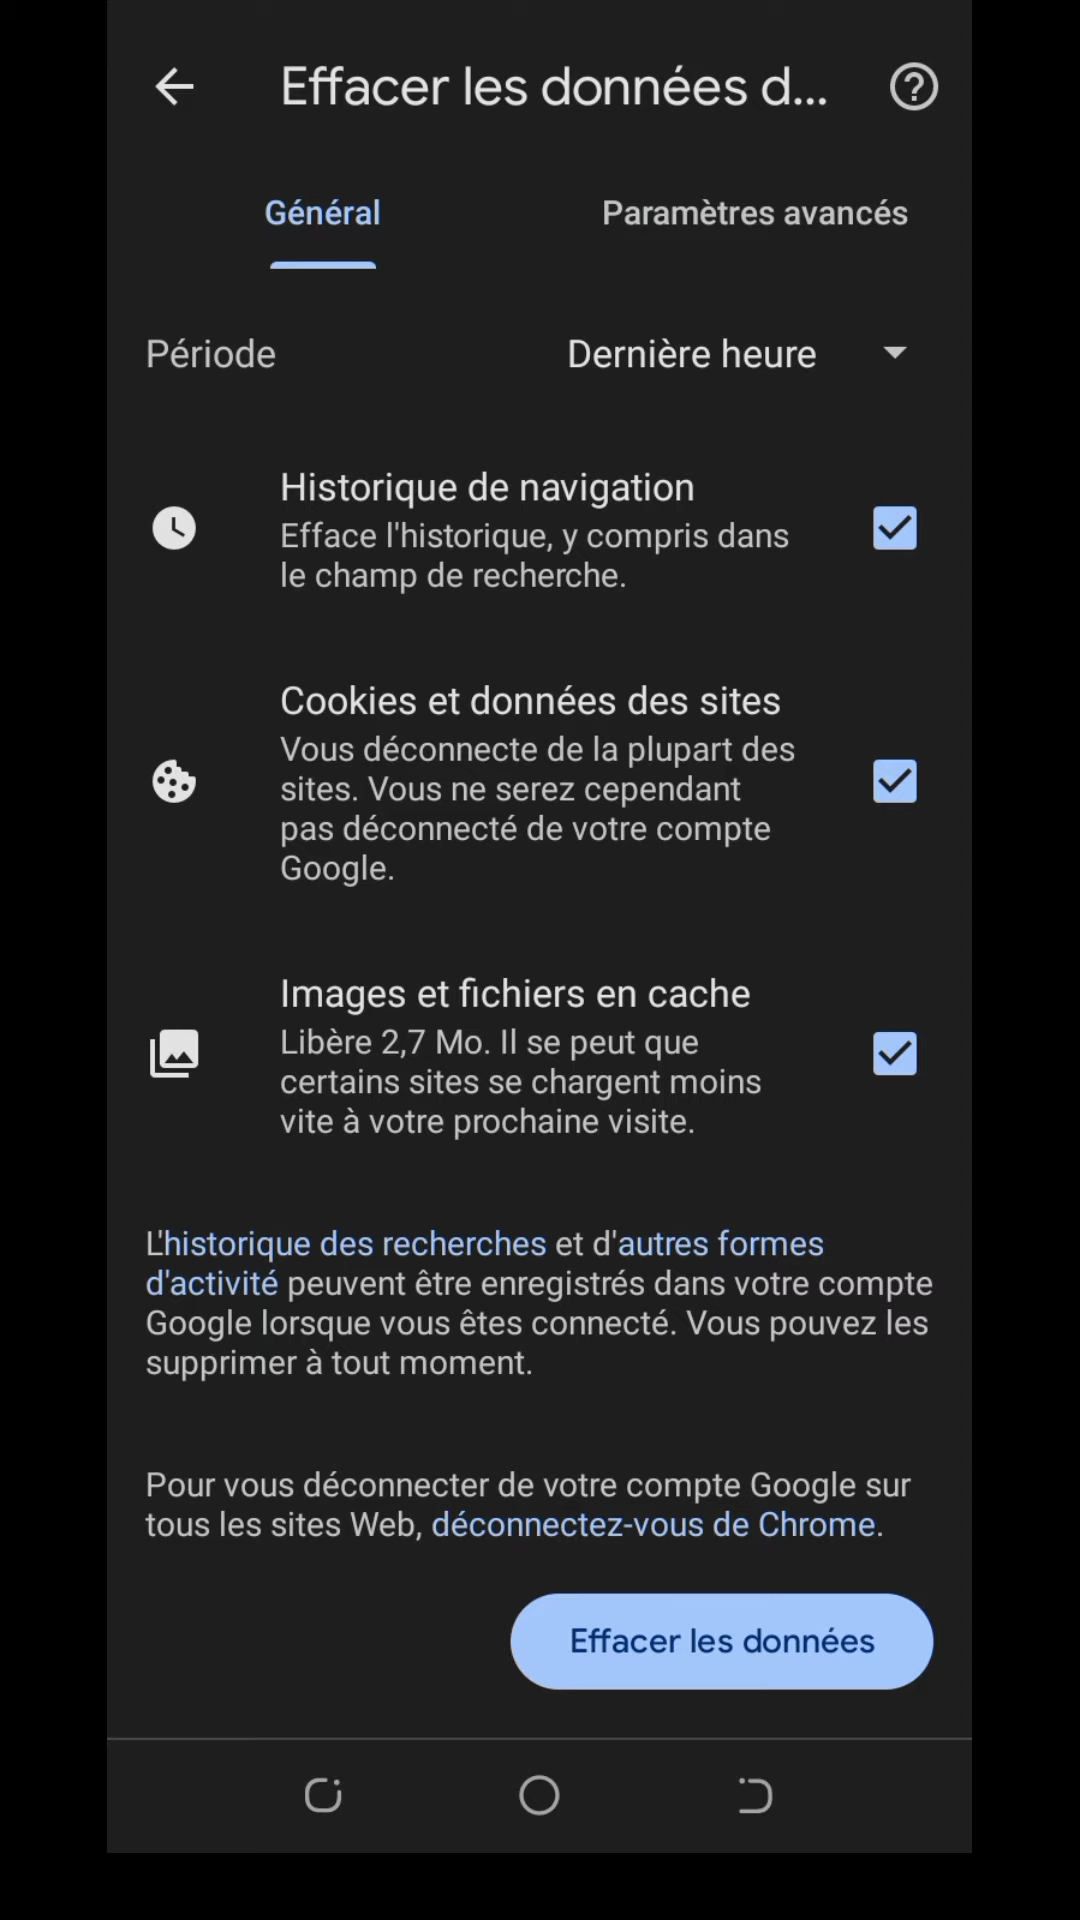 Effacer les données d...
Général
Paramètres avancés
Période
Dernière heure
Historique de navigation
Efface l'historique, y compris dans
le champ de recherche.
Cookies et données des sites
Vous déconnecte de la plupart des
sites. Vous ne serez cependant
pas déconnecté de votre compte
Google.
Images et fichiers en cache
Libère 2,7 Mo. Il se peut que
certains sites se chargent moins
vite à votre prochaine visite.
L'historique des recherches et d'autres formes
d'activité peuvent être enregistrés dans votre compte
Google lorsque vous êtes connecté. Vous pouvez les
supprimer à tout moment.
Pour vous déconnecter de votre compte Google sur
tous les sites Web, déconnectez-vous de Chrome.
Effacer les données